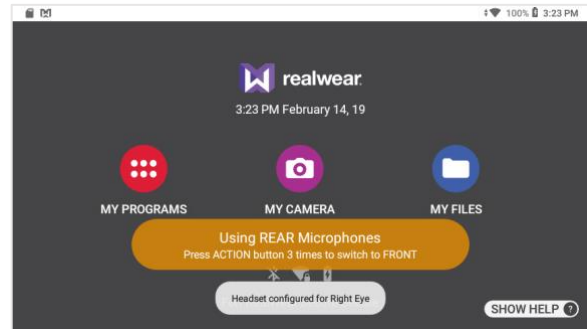 100% 3:23 PM
realwear
3:23 PM February 14, 19
MY PROGRAMS
MY CAMERA
MY FILES
Using REAR Microphones
Press ACTION button 3 times to switch to FRONT
Headset configured for Right Eye
SHOW HELP ?